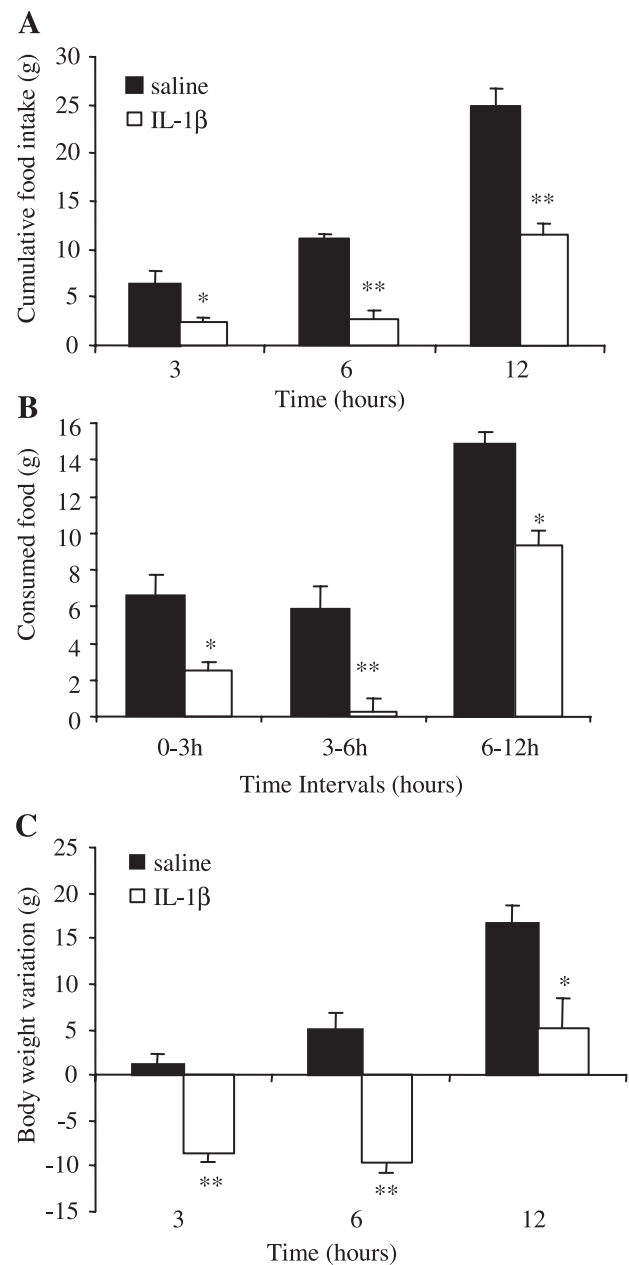 A
Cumulative food intake (g)
30
25
20
15
10
5
0
saline
IL-1β
*
**
**
3
6
12
Time (hours)
B
Consumed food (g)
16
14
12
10
8
6
4
2
0
*
**
*
0-3h
3-6h
6-12h
Time Intervals (hours)
C
Body weight variation (g)
25
20
15
10
5
0
-5
-10
-15
saline
IL-1β
**
**
*
3
6
12
Time (hours)